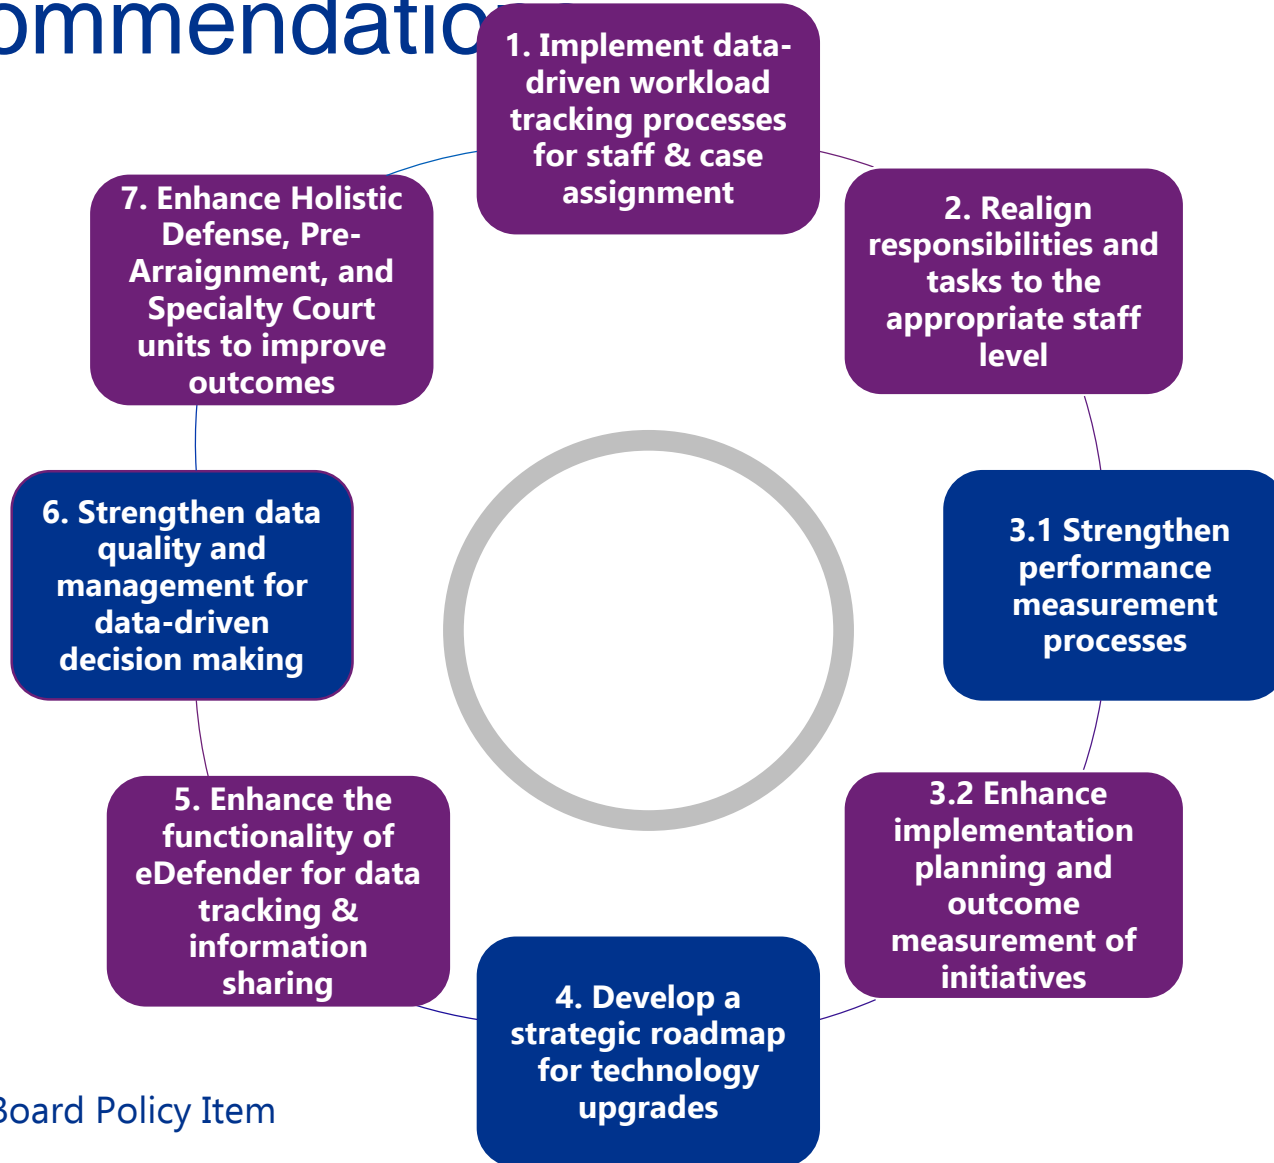 ommendatio
1. Implement data-
driven workload
tracking processes
for staff & case
assignment
2. Realign
responsibilities and
tasks to the
appropriate staff
level
3.1 Strengthen
performance
measurement
processes
3.2 Enhance
implementation
planning and
outcome
measurement of
initiatives
4. Develop a
strategic roadmap
for technology
upgrades
5. Enhance the
functionality of
eDefender for data
tracking &
information
sharing
6. Strengthen data
quality and
management for
data-driven
decision making
7. Enhance Holistic
Defense, Pre-
Arraignment, and
Specialty Court
units to improve
outcomes
Board Policy Item